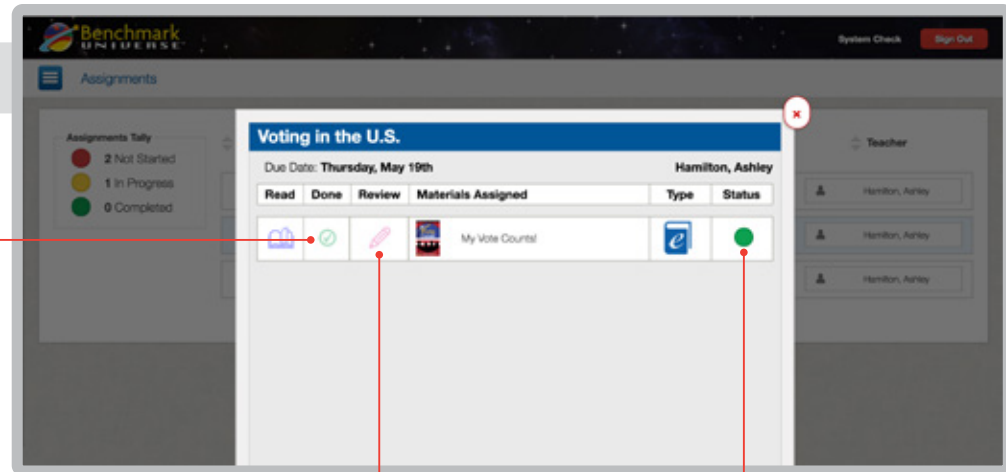 Benchmark
UNIVERSE
System Check
Sign Out
Assignments
Assignments Tally
2 Not Started
1 In Progress
0 Completed
Teacher
Hamilton, Ashley
Hamilton, Ashley
Hamilton, Ashley
Voting in the U.S.
Due Date: Thursday, May 19th
Hamilton, Ashley
Read Done Review Materials Assigned Type Status
My Vote Counts!
e
x